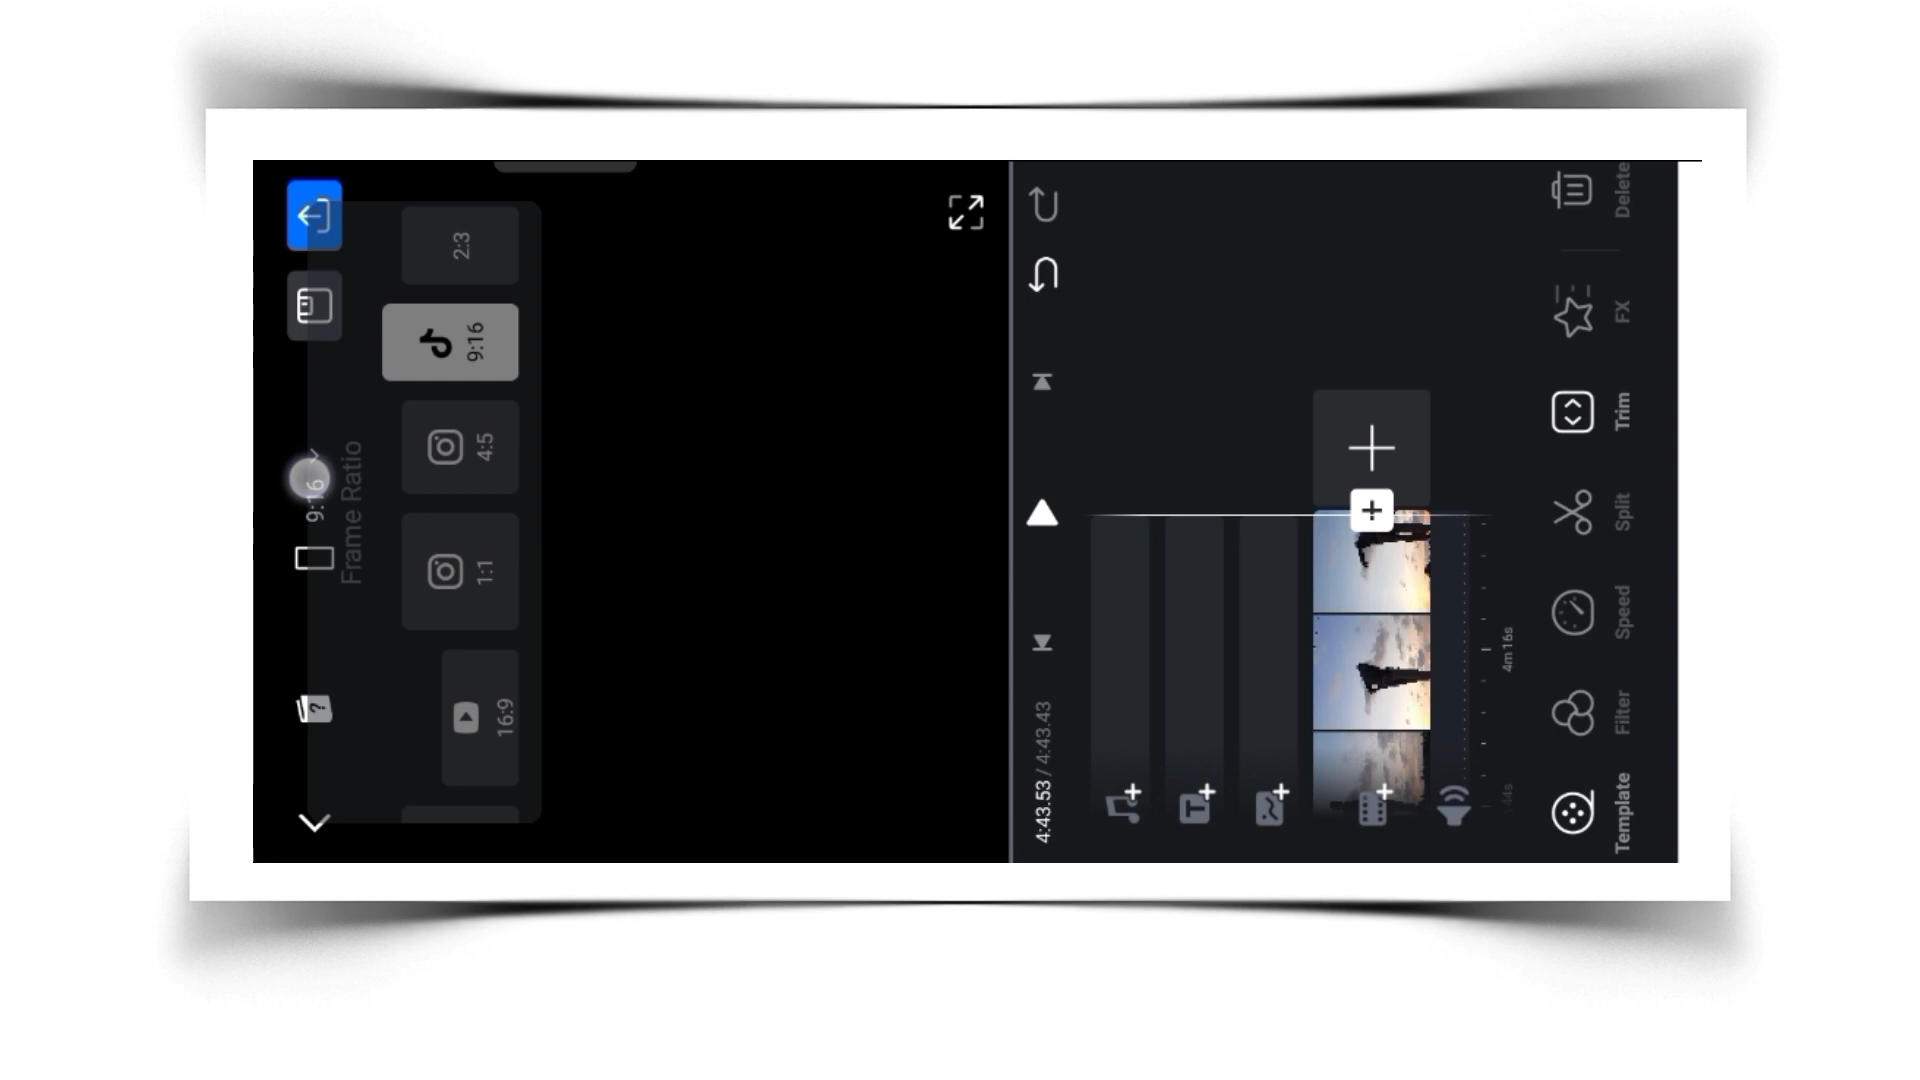 9:16
Frame Ratio
16:9
1:1
4:5
9:16
2:3
4:43.53 / 4:43.43
4m 16s
Template
Filter
Speed
Split
Trim
FX
Delete